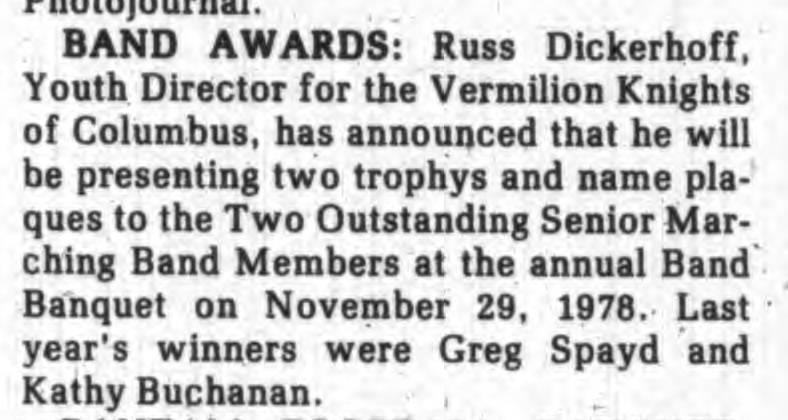 Photojournal.
BAND AWARDS: Russ Dickerhoff,
Youth Director for the Vermilion Knights
of Columbus, has announced that he will
be presenting two trophys and name pla-
ques to the Two Outstanding Senior Mar-
ching Band Members at the annual Band
Banquet on November 29, 1978. Last
year's winners were Greg Spayd and
Kathy Buchanan.